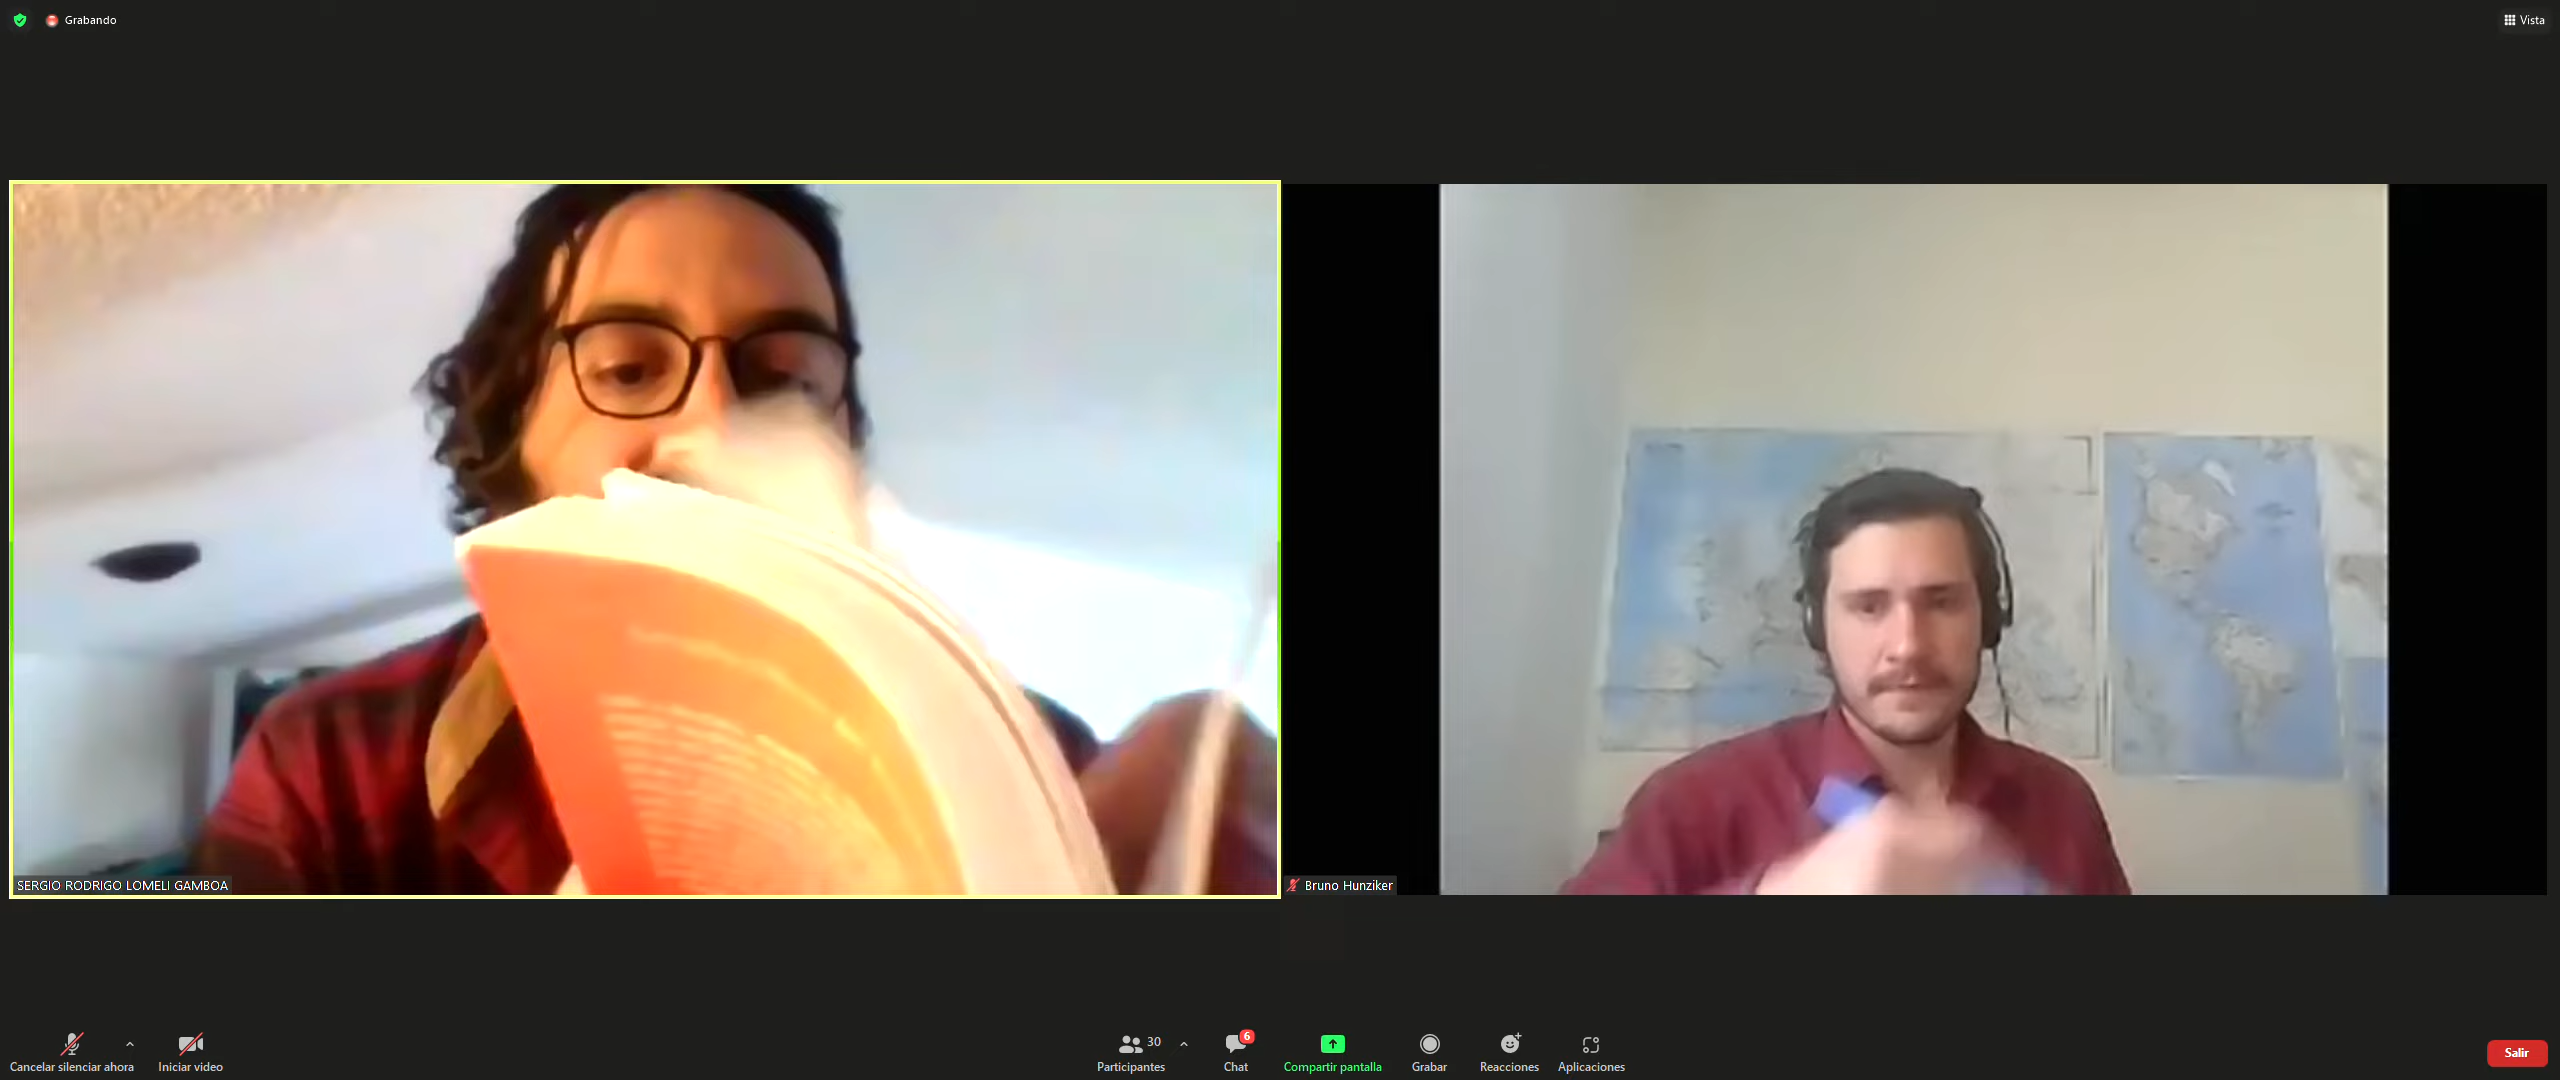 Grabando
Vista
SERGIO RODRIGO LOMELI GAMBOA
Bruno Hunziker
Cancelar silenciar ahora
Iniciar video
30
Participantes
6
Chat
Compartir pantalla
Grabar
Reacciones
Aplicaciones
Salir